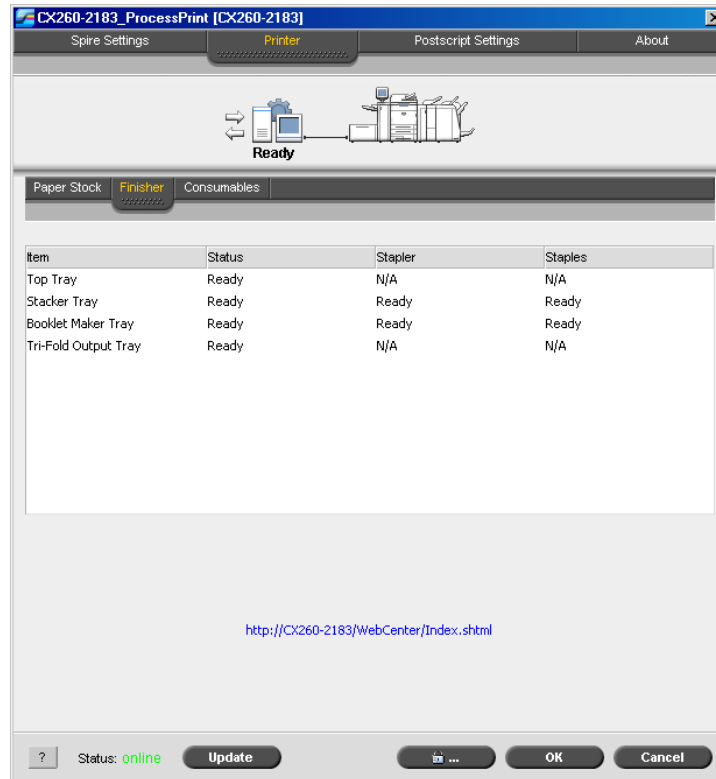 CX260-2183_ProcessPrint [CX260-2183]
Spire Settings Printer Postscript Settings About
Ready
Paper Stock Finisher Consumables
Item Status Stapler Staples
Top Tray Ready N/A N/A
Stacker Tray Ready Ready Ready
Booklet Maker Tray Ready Ready Ready
Tri-Fold Output Tray Ready N/A N/A
http://CX260-2183/WebCenter/Index.shtml
? Status: online Update ... OK Cancel